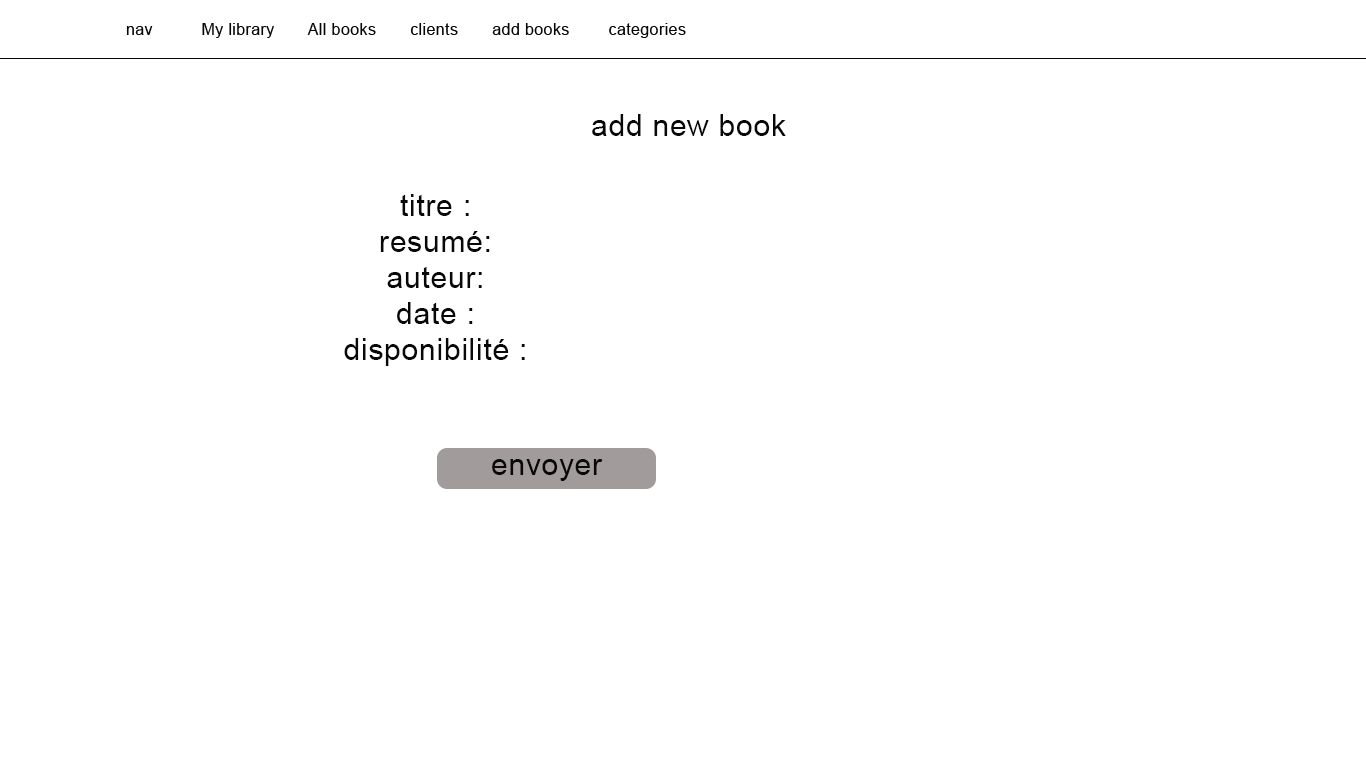 nav My library All books clients add books categories
add new book
titre :
resumé:
auteur:
date :
disponibilité :
envoyer